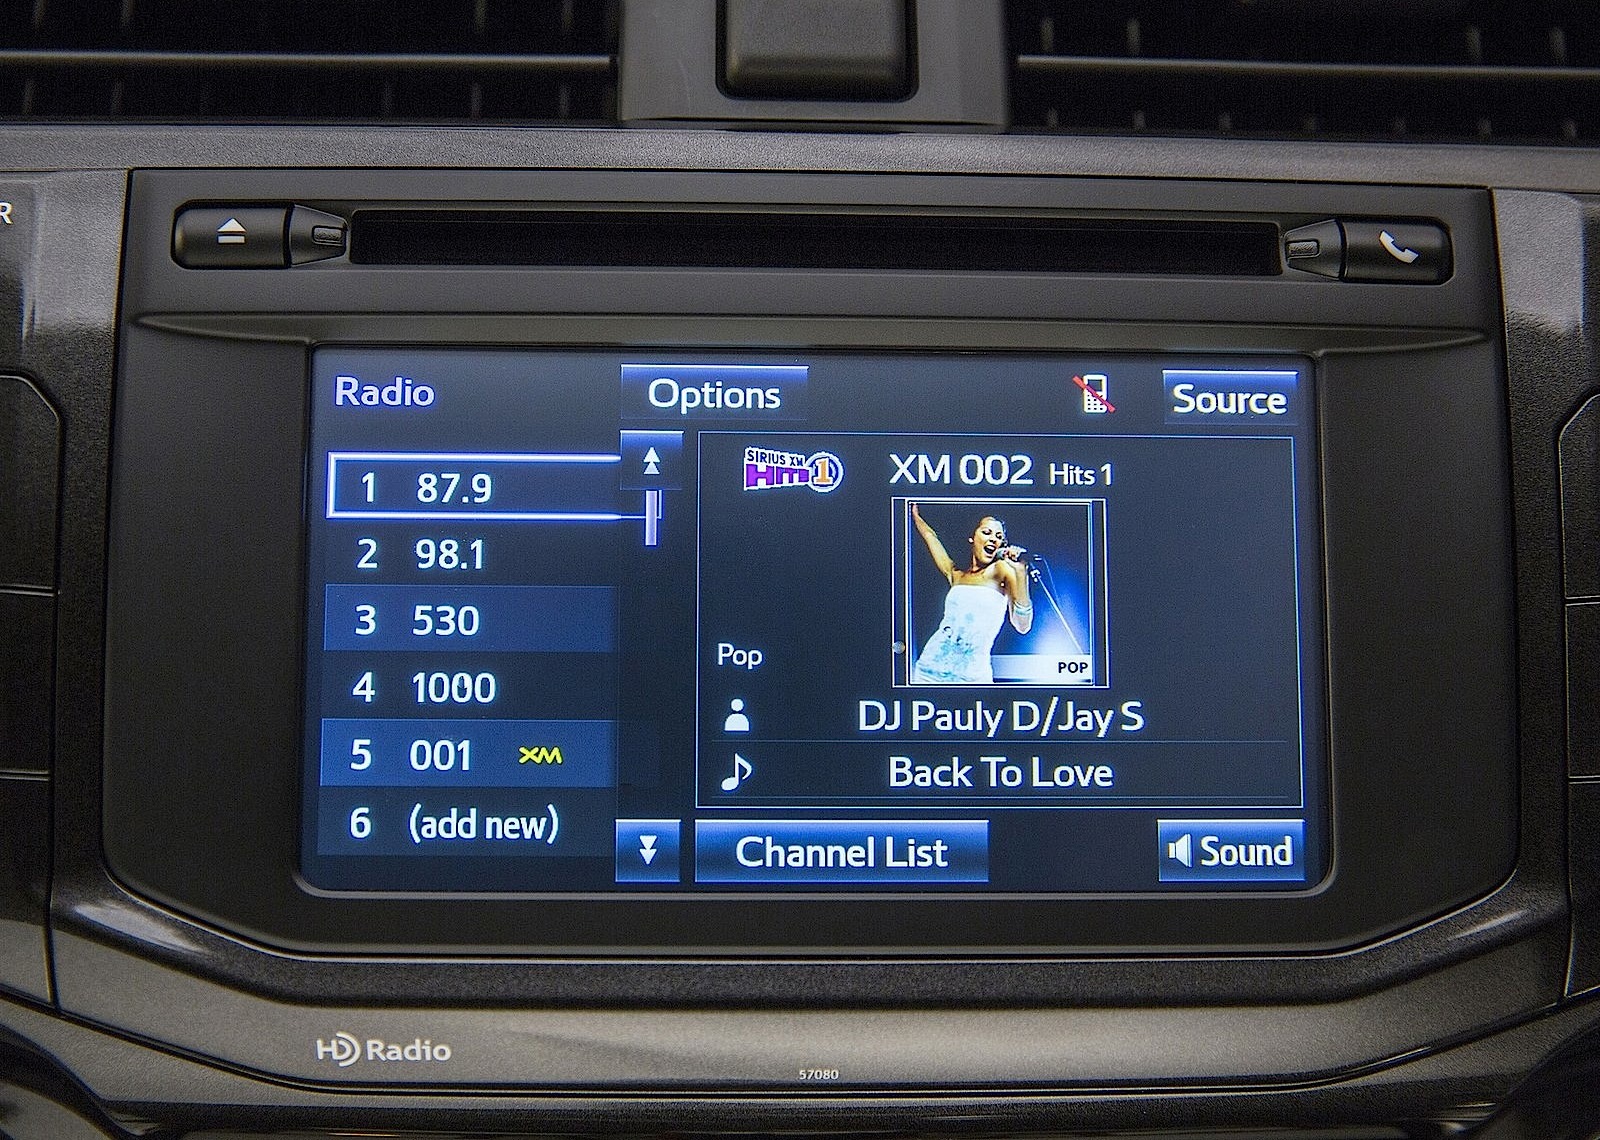 R
Radio
Options
Source
1 87.9
2 98.1
3 530
4 1000
5 001 XM
6 (add new)
SIRIUS XM
Hits 1
XM 002 Hits 1
POP
Pop
DJ Pauly D/Jay S
Back To Love
Channel List
Sound
HD Radio
57080